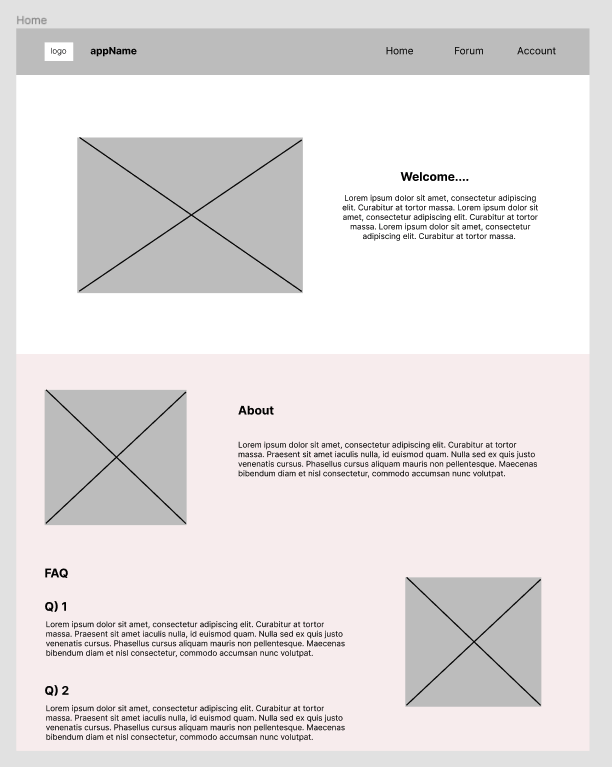 Home
logo
appName
Home
Forum
Account
Welcome....
Lorem ipsum dolor sit amet, consectetur adipiscing
elit. Curabitur at tortor massa. Lorem ipsum dolor sit
amet, consectetur adipiscing elit. Curabitur at tortor
massa. Lorem ipsum dolor sit amet, consectetur
adipiscing elit. Curabitur at tortor massa.
About
Lorem ipsum dolor sit amet, consectetur adipiscing elit. Curabitur at tortor
massa. Praesent sit amet iaculis nulla, id euismod quam. Nulla sed ex quis justo
venenatis cursus. Phasellus cursus aliquam mauris non pellentesque. Maecenas
bibendum diam et nisl consectetur, commodo accumsan nunc volutpat.
FAQ
Q) 1
Lorem ipsum dolor sit amet, consectetur adipiscing elit. Curabitur at tortor
massa. Praesent sit amet iaculis nulla, id euismod quam. Nulla sed ex quis justo
venenatis cursus. Phasellus cursus aliquam mauris non pellentesque. Maecenas
bibendum diam et nisl consectetur, commodo accumsan nunc volutpat.
Q) 2
Lorem ipsum dolor sit amet, consectetur adipiscing elit. Curabitur at tortor
massa. Praesent sit amet iaculis nulla, id euismod quam. Nulla sed ex quis justo
venenatis cursus. Phasellus cursus aliquam mauris non pellentesque. Maecenas
bibendum diam et nisl consectetur, commodo accumsan nunc volutpat.